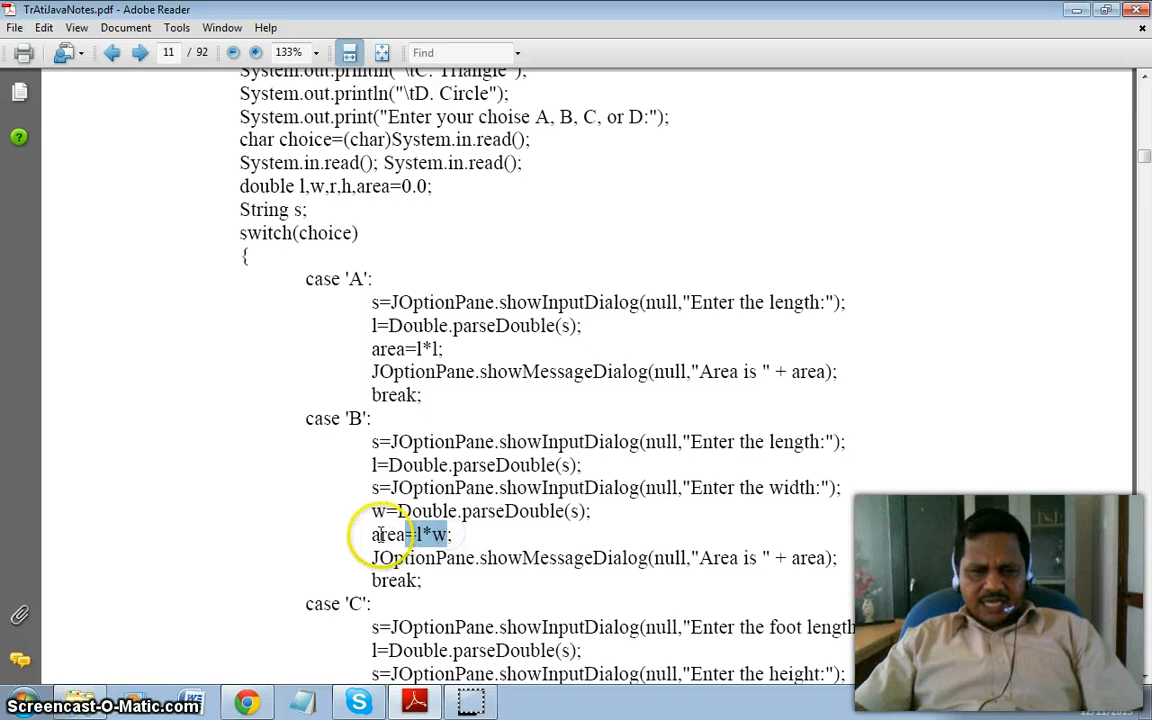 TrAtiJavaNotes.pdf - Adobe Reader
File Edit View Document Tools Window Help
11 / 92 133% Find
System.out.println("\tC. Triangle");
System.out.println("\tD. Circle");
System.out.print("Enter your choise A, B, C, or D:");
char choice=(char)System.in.read();
System.in.read(); System.in.read();
double l,w,r,h,area=0.0;
String s;
switch(choice)
{
case 'A':
s=JOptionPane.showInputDialog(null,"Enter the length:");
l=Double.parseDouble(s);
area=l*l;
JOptionPane.showMessageDialog(null,"Area is " + area);
break;
case 'B':
s=JOptionPane.showInputDialog(null,"Enter the length:");
l=Double.parseDouble(s);
s=JOptionPane.showInputDialog(null,"Enter the width:");
w=Double.parseDouble(s);
area=l*w;
JOptionPane.showMessageDialog(null,"Area is " + area);
break;
case 'C':
s=JOptionPane.showInputDialog(null,"Enter the foot length
l=Double.parseDouble(s);
s=JOptionPane.showInputDialog(null,"Enter the height:");
Screencast-O-Matic.com